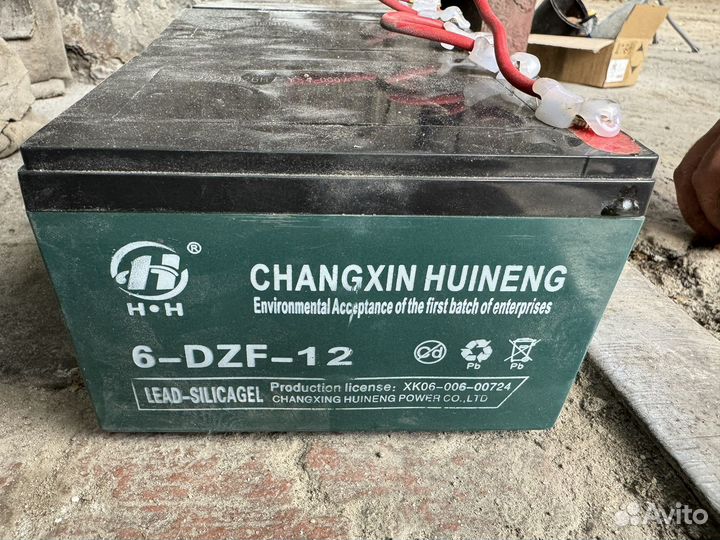 ®
H•H
CHANGXIN HUINENG
Environmental Acceptance of the first batch of enterprises
6-DZF-12
Cd
Pb
Pb
LEAD-SILICAGEL
Production license: XK06-006-00724
CHANGXING HUINENG POWER CO.,LTD
Avito